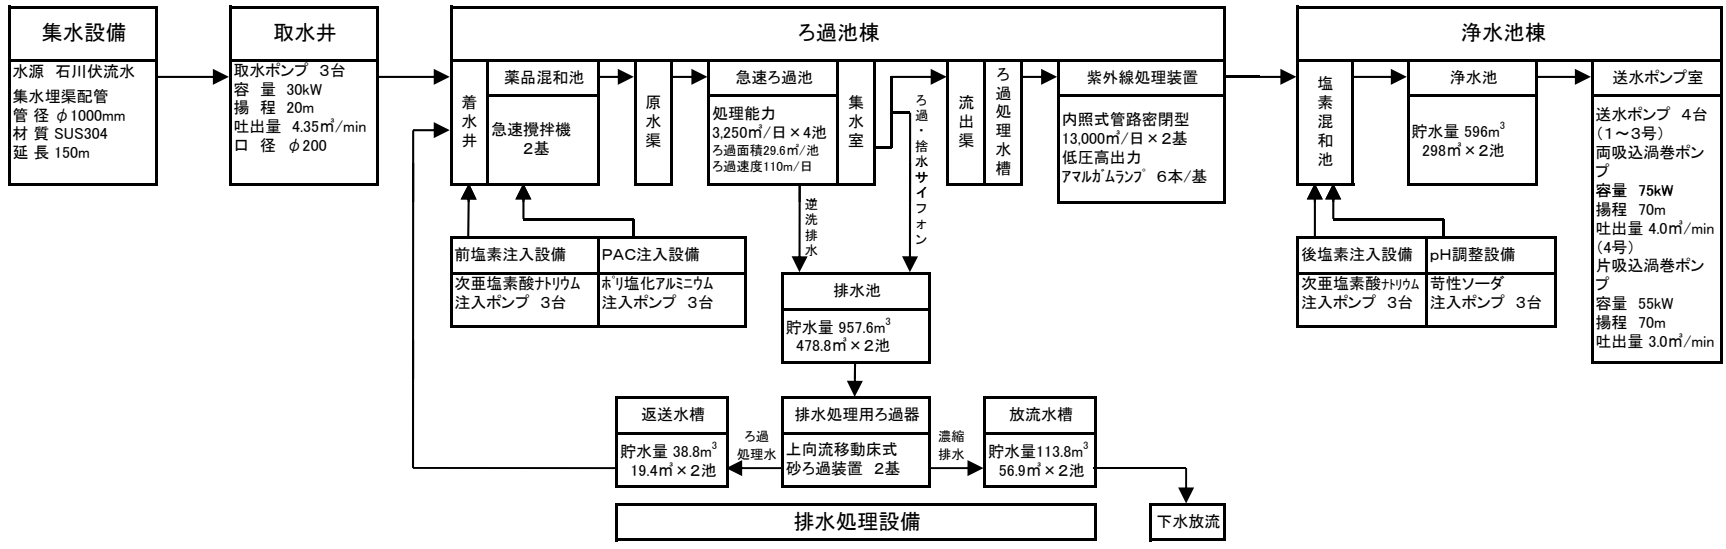 集水設備
水源 石川伏流水
集水埋渠配管
管 径 φ1000mm
材 質 SUS304
延 長 150m
取水井
取水ポンプ 3台
容 量 30kW
揚 程 20m
吐出量 4.35㎥/min
口 径 φ200
ろ過池棟
着水井
薬品混和池
急速攪拌機
2基
原水渠
急速ろ過池
処理能力
3,250㎥/日×4池
ろ過面積29.6㎡/池
ろ過速度110m/日
集水室
ろ過・捨水サイフォン
流出渠
ろ過処理水槽
紫外線処理装置
内照式管路密閉型
13,000㎥/日×2基
低圧高出力
アマルガムランプ 6本/基
浄水池棟
塩素混和池
浄水池
貯水量 596m³
298㎥×2池
送水ポンプ室
送水ポンプ 4台
(1~3号)
両吸込渦巻ポン
プ
容量 75kW
揚程 70m
吐出量 4.0㎥/min
(4号)
片吸込渦巻ポン
プ
容量 55kW
揚程 70m
吐出量 3.0㎥/min
逆洗排水
前塩素注入設備
次亜塩素酸ナトリウム
注入ポンプ 3台
PAC注入設備
ポリ塩化アルミニウム
注入ポンプ 3台
後塩素注入設備
次亜塩素酸ナトリウム
注入ポンプ 3台
pH調整設備
苛性ソーダ
注入ポンプ 3台
排水池
貯水量 957.6m³
478.8㎥×2池
返送水槽
貯水量 38.8m³
19.4㎥×2池
ろ過
処理水
排水処理用ろ過器
上向流移動床式
砂ろ過装置 2基
濃縮
排水
放流水槽
貯水量113.8m³
56.9㎥×2池
排水処理設備
下水放流